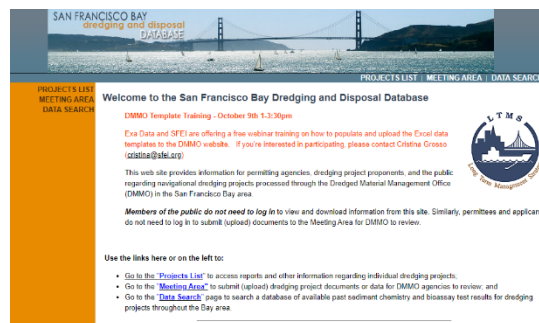 SAN FRANCISCO BAY
dredging and disposal
DATABASE
PROJECTS LIST | MEETING AREA | DATA SEARCH
PROJECTS LIST
MEETING AREA
DATA SEARCH
Welcome to the San Francisco Bay Dredging and Disposal Database
DMMO Template Training - October 9th 1-3:30pm
Exa Data and SFEI are offering a free webinar training on how to populate and upload the Excel data
templates to the DMMO website. If you're interested in participating, please contact Cristina Grosso
(cristina@sfei.org)
LTMS
Long Term Management Strategy
This web site provides information for permitting agencies, dredging project proponents, and the public
regarding navigational dredging projects processed through the Dredged Material Management Office
(DMMO) in the San Francisco Bay area.
Members of the public do not need to log in to view and download information from this site. Similarly, permittees and applican
do not need to log in to submit (upload) documents to the Meeting Area for DMMO to review.
Use the links here or on the left to:
• Go to the "Projects List" to access reports and other information regarding individual dredging projects;
• Go to the "Meeting Area" to submit (upload) dredging project documents or data for DMMO agencies to review; and
• Go to the "Data Search" page to search a database of available past sediment chemistry and bioassay test results for dredging
projects throughout the Bay area.